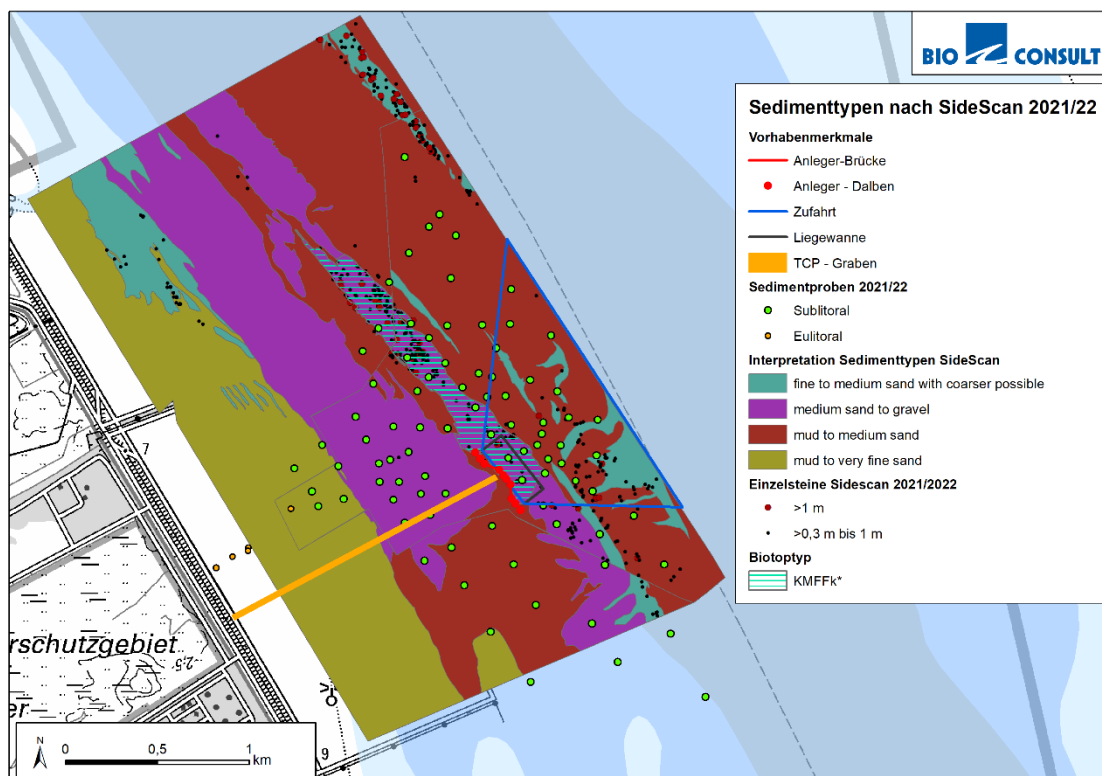 BIO CONSULT
Sedimenttypen nach SideScan 2021/22
Vorhabenmerkmale
Anleger-Brücke
Anleger - Dalben
Zufahrt
Liegewanne
TCP - Graben
Sedimentproben 2021/22
Sublitoral
Eulitoral
Interpretation Sedimenttypen SideScan
fine to medium sand with coarser possible
medium sand to gravel
mud to medium sand
mud to very fine sand
Einzelsteine Sidescan 2021/2022
>1 m
>0,3 m bis 1 m
Biotoptyp
KMFFk*
7
rschutzgebiet
2,5
er
9
N
0 0,5 1
km